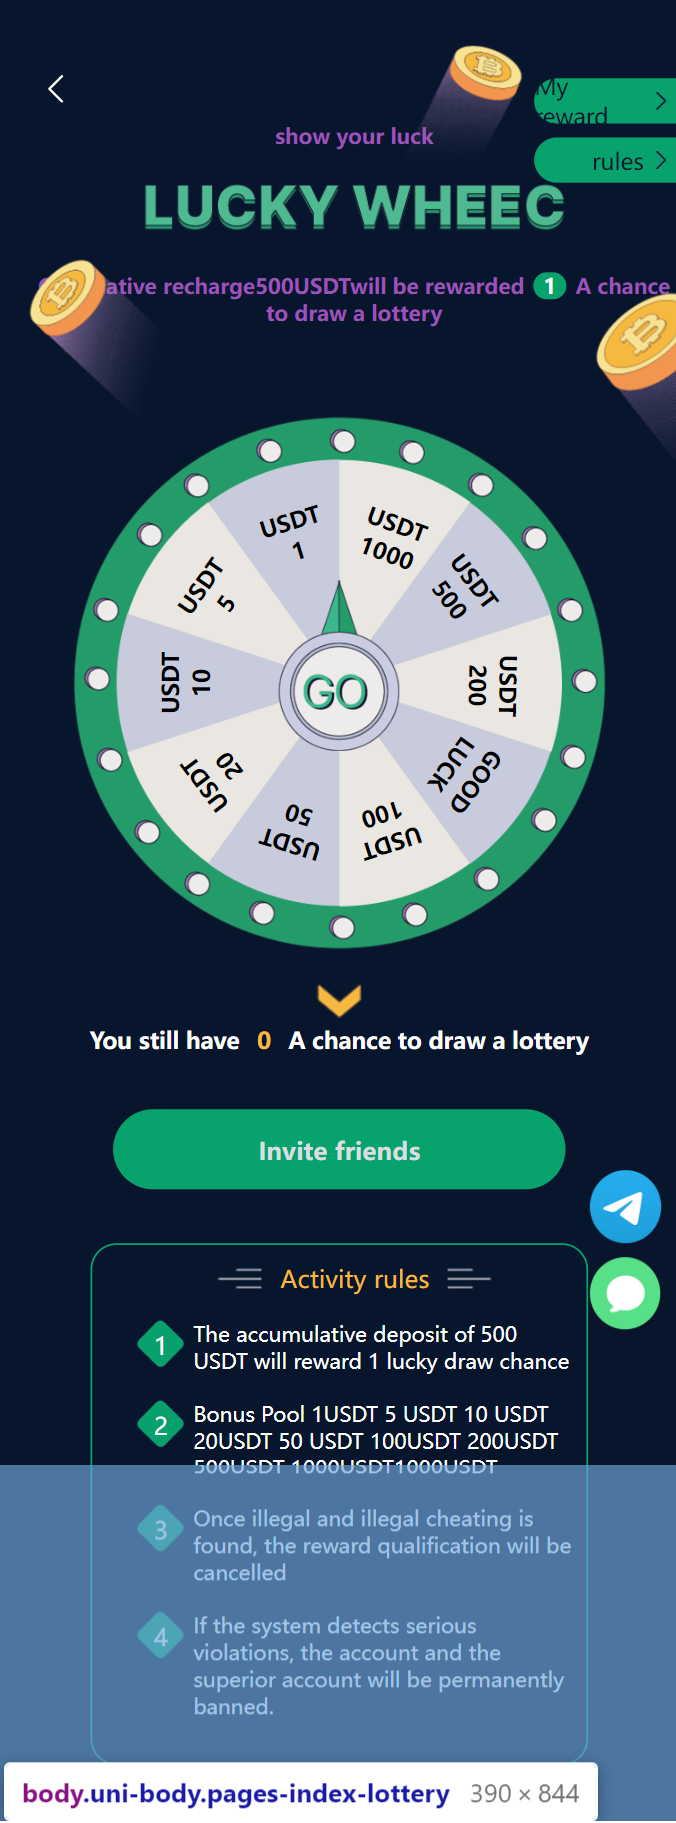 My
reward
show your luck
rules
LUCKY WHEEC
ative recharge500USDTwill be rewarded 1 A chance
to draw a lottery
USDT
1
USDT
1000
USDT
500
USDT
200
GOOD
LUCK
USDT
100
USDT
50
USDT
20
USDT
10
USDT
5
GO
You still have 0 A chance to draw a lottery
Invite friends
Activity rules
1 The accumulative deposit of 500
USDT will reward 1 lucky draw chance
2 Bonus Pool 1USDT 5 USDT 10 USDT
20USDT 50 USDT 100USDT 200USDT
500USDT 1000USDT1000USDT
3 Once illegal and illegal cheating is
found, the reward qualification will be
cancelled
4 If the system detects serious
violations, the account and the
superior account will be permanently
banned.
body.uni-body.pages-index-lottery 390 × 844